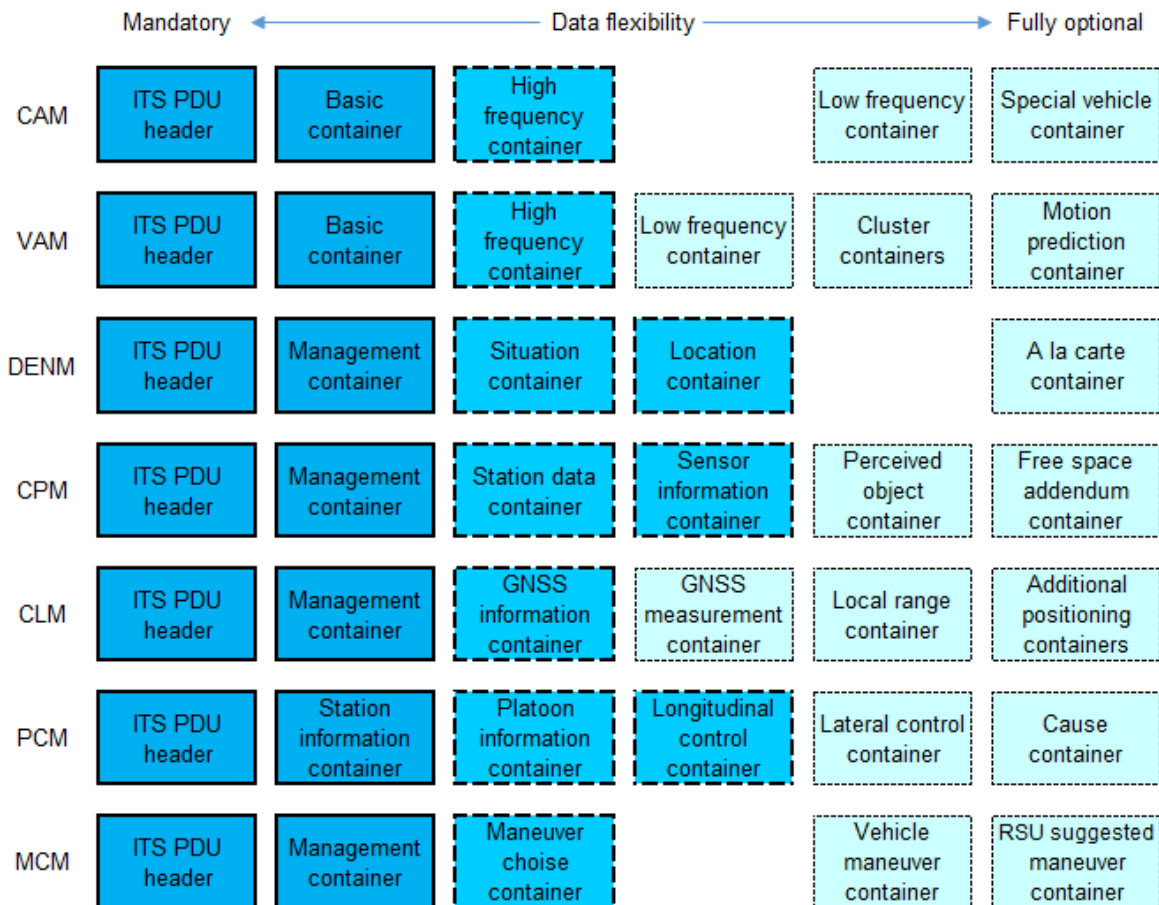 Mandatory Data flexibility Fully optional
CAM
ITS PDU
header
Basic
container
High
frequency
container
Low frequency
container
Special vehicle
container
VAM
ITS PDU
header
Basic
container
High
frequency
container
Low frequency
container
Cluster
containers
Motion
prediction
container
DENM
ITS PDU
header
Management
container
Situation
container
Location
container
A la carte
container
CPM
ITS PDU
header
Management
container
Station data
container
Sensor
information
container
Perceived
object
container
Free space
addendum
container
CLM
ITS PDU
header
Management
container
GNSS
information
container
GNSS
measurement
container
Local range
container
Additional
positioning
containers
PCM
ITS PDU
header
Station
information
container
Platoon
information
container
Longitudinal
control
container
Lateral control
container
Cause
container
MCM
ITS PDU
header
Management
container
Maneuver
choise
container
Vehicle
maneuver
container
RSU suggested
maneuver
container